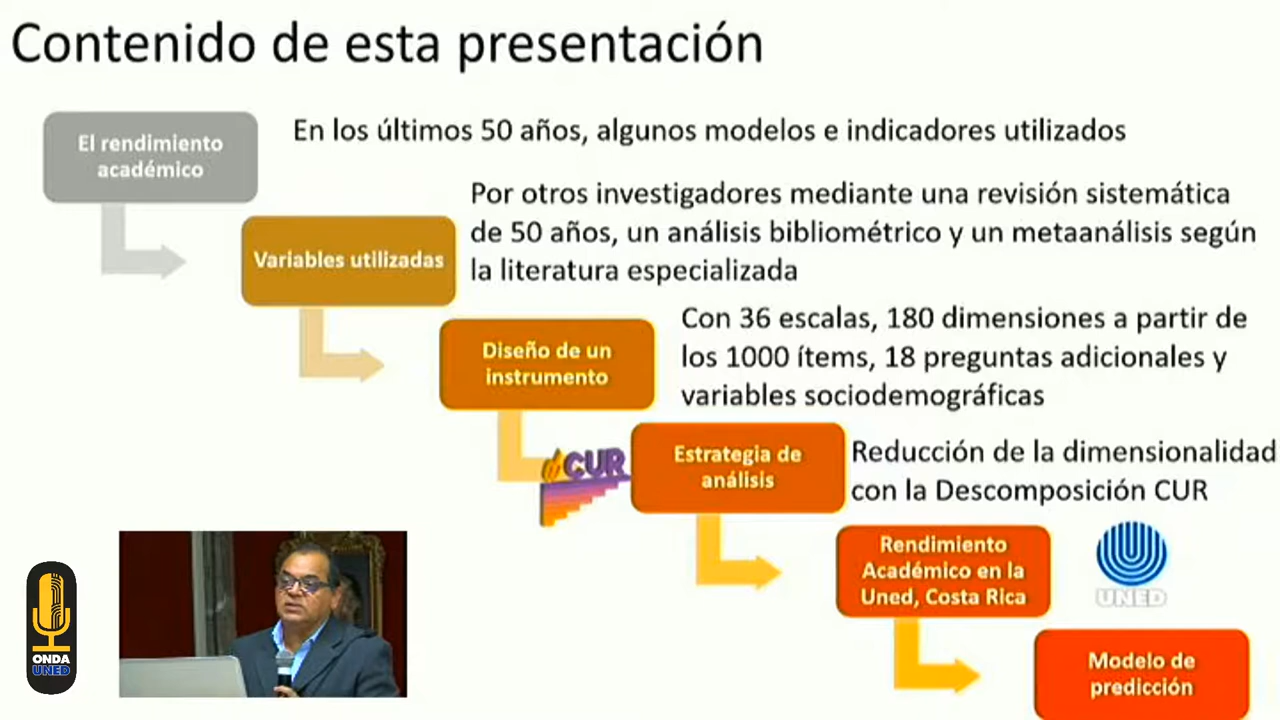 Contenido de esta presentación
El rendimiento
académico
En los últimos 50 años, algunos modelos e indicadores utilizados
Variables utilizadas
Por otros investigadores mediante una revisión sistemática
de 50 años, un análisis bibliométrico y un metaanálisis según
la literatura especializada
Diseño de un
instrumento
Con 36 escalas, 180 dimensiones a partir de
los 1000 ítems, 18 preguntas adicionales y
variables sociodemográficas
CUR
Estrategia de
análisis
Reducción de la dimensionalidad
con la Descomposición CUR
Rendimiento
Académico en la
Uned, Costa Rica
UNED
Modelo de
predicción
ONDA
UNED